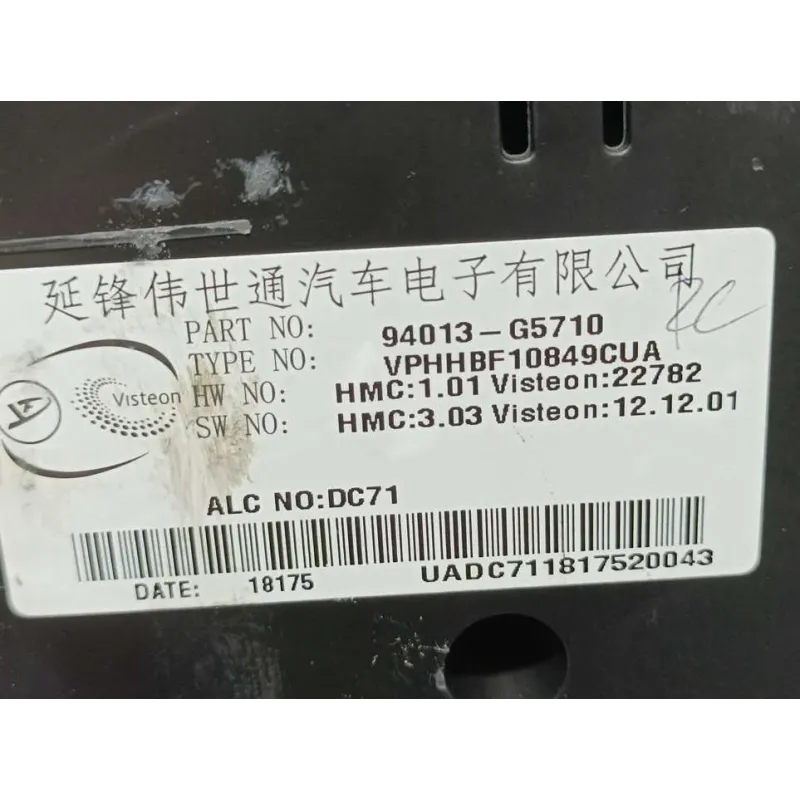 延锋伟世通汽车电子有限公司
PART NO: 94013-G5710
TYPE NO: VPHHBF10849CUA
Visteon
HW NO: HMC:1.01 Visteon:22782
SW NO: HMC:3.03 Visteon:12.12.01
ALC NO:DC71
DATE: 18175
UADC711817520043